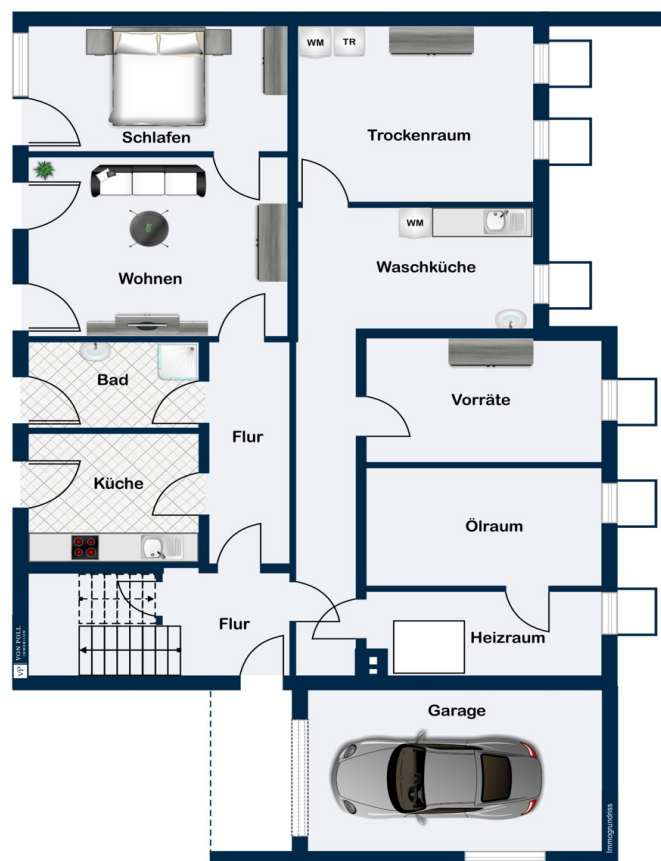 WM
TR
Schlafen
Trockenraum
WM
Waschküche
Wohnen
Bad
Vorräte
Flur
Küche
Ölraum
Flur
Heizraum
Garage
VP VON POLL
IMMOBILIEN
Immogrundriss